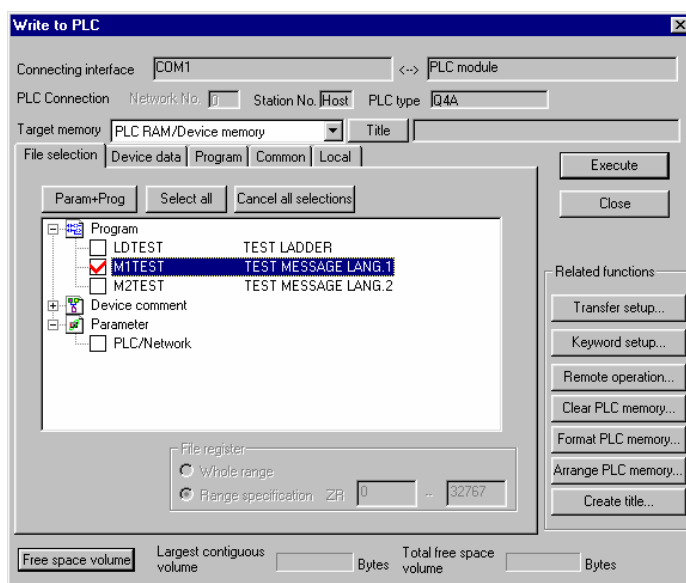 Write to PLC
Connecting interface COM1 <--> PLC module
PLC Connection Network No. 0 Station No. Host PLC type Q4A
Target memory PLC RAM/Device memory Title
File selection Device data Program Common Local
Execute
Param+Prog Select all Cancel all selections
Close
Program
LDTEST TEST LADDER
M1TEST TEST MESSAGE LANG.1
M2TEST TEST MESSAGE LANG.2
Device comment
Parameter
PLC/Network
Related functions
Transfer setup...
Keyword setup...
Remote operation...
Clear PLC memory...
Format PLC memory...
Arrange PLC memory...
Create title...
File register
Whole range
Range specification ZR 0 -- 32767
Free space volume Largest contiguous volume Bytes Total free space volume Bytes